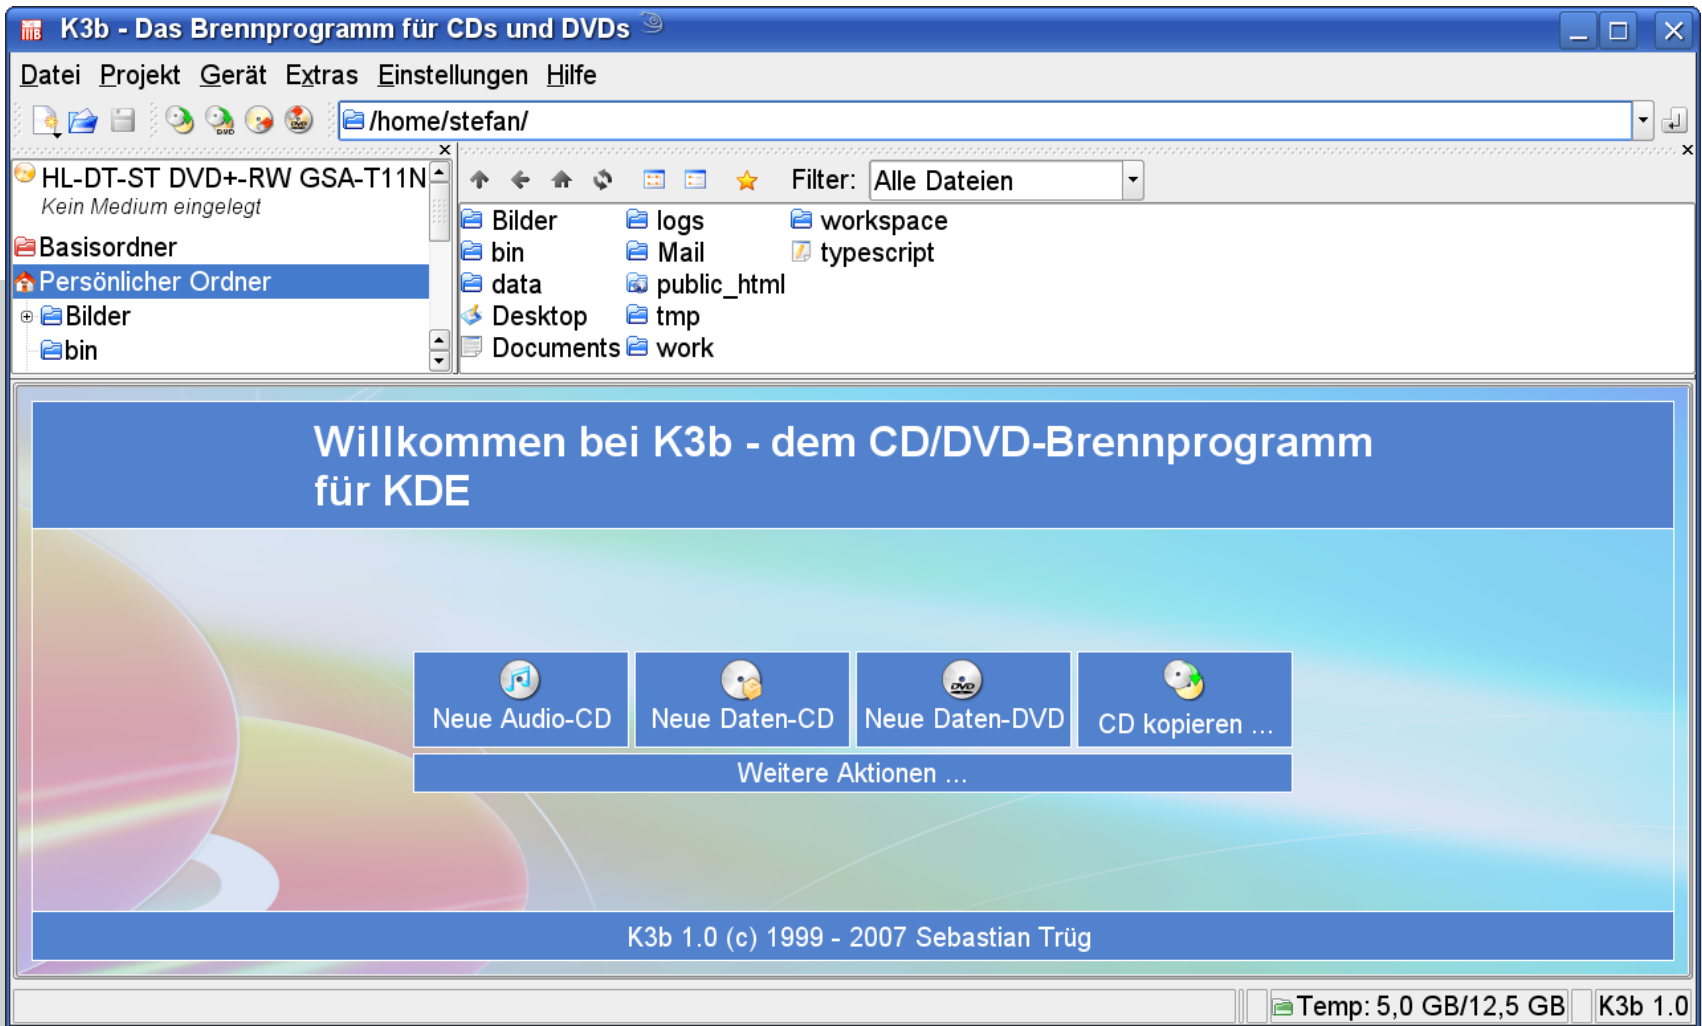 K3b - Das Brennprogramm für CDs und DVDs
Datei Projekt Gerät Extras Einstellungen Hilfe
/home/stefan/
HL-DT-ST DVD+-RW GSA-T11N
Kein Medium eingelegt
Basisordner
Persönlicher Ordner
Bilder
bin
Filter: Alle Dateien
Bilder logs workspace
bin Mail typescript
data public_html
Desktop tmp
Documents work
Willkommen bei K3b - dem CD/DVD-Brennprogramm
für KDE
Neue Audio-CD Neue Daten-CD Neue Daten-DVD CD kopieren ...
Weitere Aktionen ...
K3b 1.0 (c) 1999 - 2007 Sebastian Trüg
Temp: 5,0 GB/12,5 GB K3b 1.0